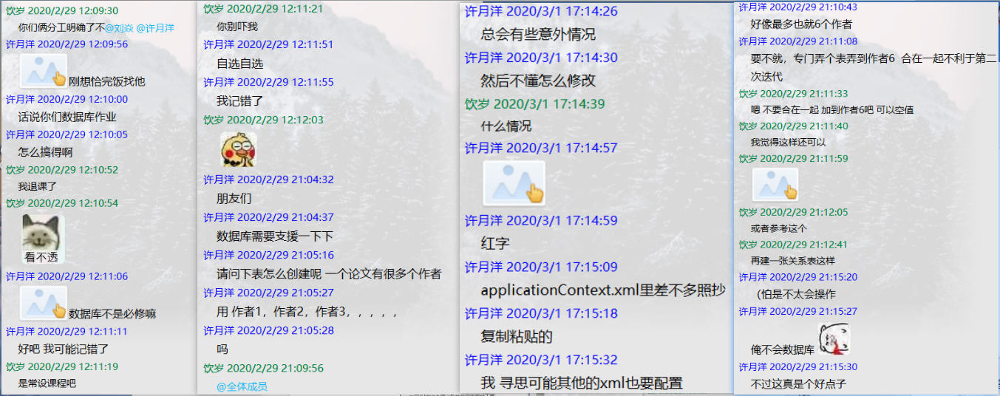 饮岁 2020/2/29 12:09:30
你们俩分工明确了不@刘焱 @许月洋
许月洋 2020/2/29 12:09:56
刚想恰完饭找他
许月洋 2020/2/29 12:10:00
话说你们数据库作业
许月洋 2020/2/29 12:10:05
怎么搞得啊
饮岁 2020/2/29 12:10:52
我退课了
饮岁 2020/2/29 12:10:54
看不透
许月洋 2020/2/29 12:11:06
数据库不是必修嘛
许月洋 2020/2/29 12:11:11
好吧 我可能记错了
饮岁 2020/2/29 12:11:19
是常设课程吧
饮岁 2020/2/29 12:11:21
你别吓我
许月洋 2020/2/29 12:11:51
自选自选
许月洋 2020/2/29 12:11:55
我记错了
饮岁 2020/2/29 12:12:03
许月洋 2020/2/29 21:04:32
朋友们
许月洋 2020/2/29 21:04:37
数据库需要支援一下下
许月洋 2020/2/29 21:05:16
请问下表怎么创建呢 一个论文有很多个作者
许月洋 2020/2/29 21:05:27
用 作者1，作者2，作者3，，，，，
许月洋 2020/2/29 21:05:28
吗
饮岁 2020/2/29 21:09:56
@全体成员
许月洋 2020/3/1 17:14:26
总会有些意外情况
许月洋 2020/3/1 17:14:30
然后不懂怎么修改
饮岁 2020/3/1 17:14:39
什么情况
许月洋 2020/3/1 17:14:57
许月洋 2020/3/1 17:14:59
红字
许月洋 2020/3/1 17:15:09
applicationContext.xml里差不多照抄
许月洋 2020/3/1 17:15:18
复制粘贴的
许月洋 2020/3/1 17:15:32
我 寻思可能其他的xml也要配置
许月洋 2020/2/29 21:10:43
好像最多也就6个作者
许月洋 2020/2/29 21:11:08
要不就，专门弄个表弄到作者6 合在一起不利于第二
次迭代
饮岁 2020/2/29 21:11:33
嗯 不要合在一起 加到作者6吧 可以空值
饮岁 2020/2/29 21:11:40
我觉得这样还可以
饮岁 2020/2/29 21:11:59
饮岁 2020/2/29 21:12:05
或者参考这个
饮岁 2020/2/29 21:12:41
再建一张关系表这样
许月洋 2020/2/29 21:15:20
（怕是不太会操作
许月洋 2020/2/29 21:15:27
俺不会数据库
许月洋 2020/2/29 21:15:30
不过这真是个好点子